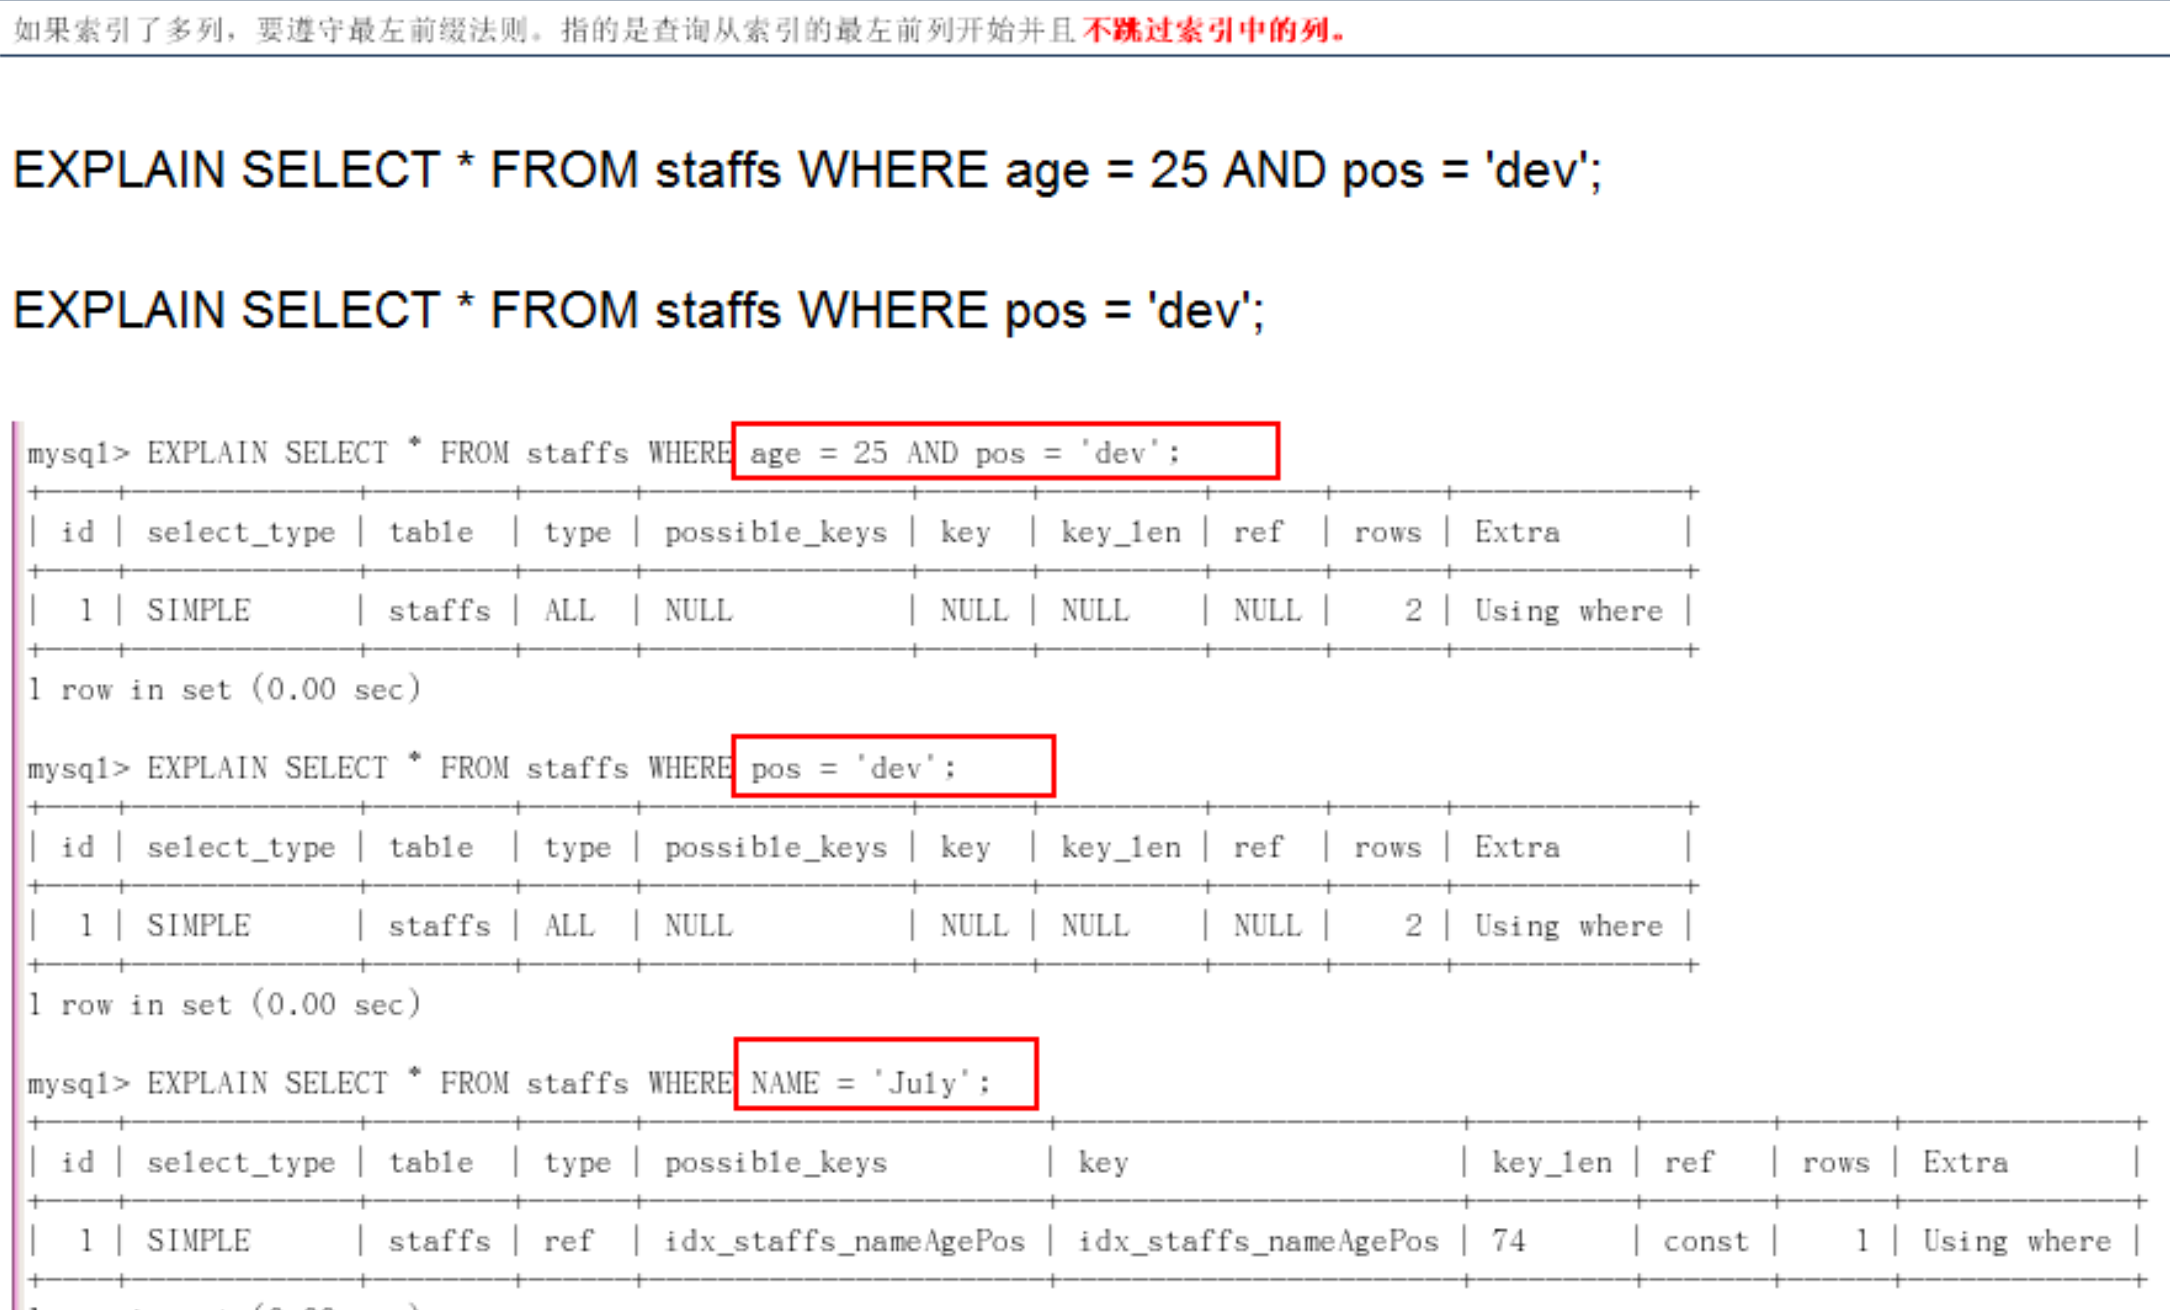 如果索引了多列，要遵守最左前缀法则。指的是查询从索引的最左前列开始并且不跳过索引中的列。
EXPLAIN SELECT * FROM staffs WHERE age = 25 AND pos = 'dev';
EXPLAIN SELECT * FROM staffs WHERE pos = 'dev';
mysql> EXPLAIN SELECT * FROM staffs WHERE age = 25 AND pos = 'dev';
| id | select_type | table | type | possible_keys | key | key_len | ref | rows | Extra |
| 1 | SIMPLE | staffs | ALL | NULL | NULL | NULL | NULL | 2 | Using where |
1 row in set (0.00 sec)
mysql> EXPLAIN SELECT * FROM staffs WHERE pos = 'dev';
| id | select_type | table | type | possible_keys | key | key_len | ref | rows | Extra |
| 1 | SIMPLE | staffs | ALL | NULL | NULL | NULL | NULL | 2 | Using where |
1 row in set (0.00 sec)
mysql> EXPLAIN SELECT * FROM staffs WHERE NAME = 'July';
| id | select_type | table | type | possible_keys | key | key_len | ref | rows | Extra |
| 1 | SIMPLE | staffs | ref | idx_staffs_nameAgePos | idx_staffs_nameAgePos | 74 | const | 1 | Using where |